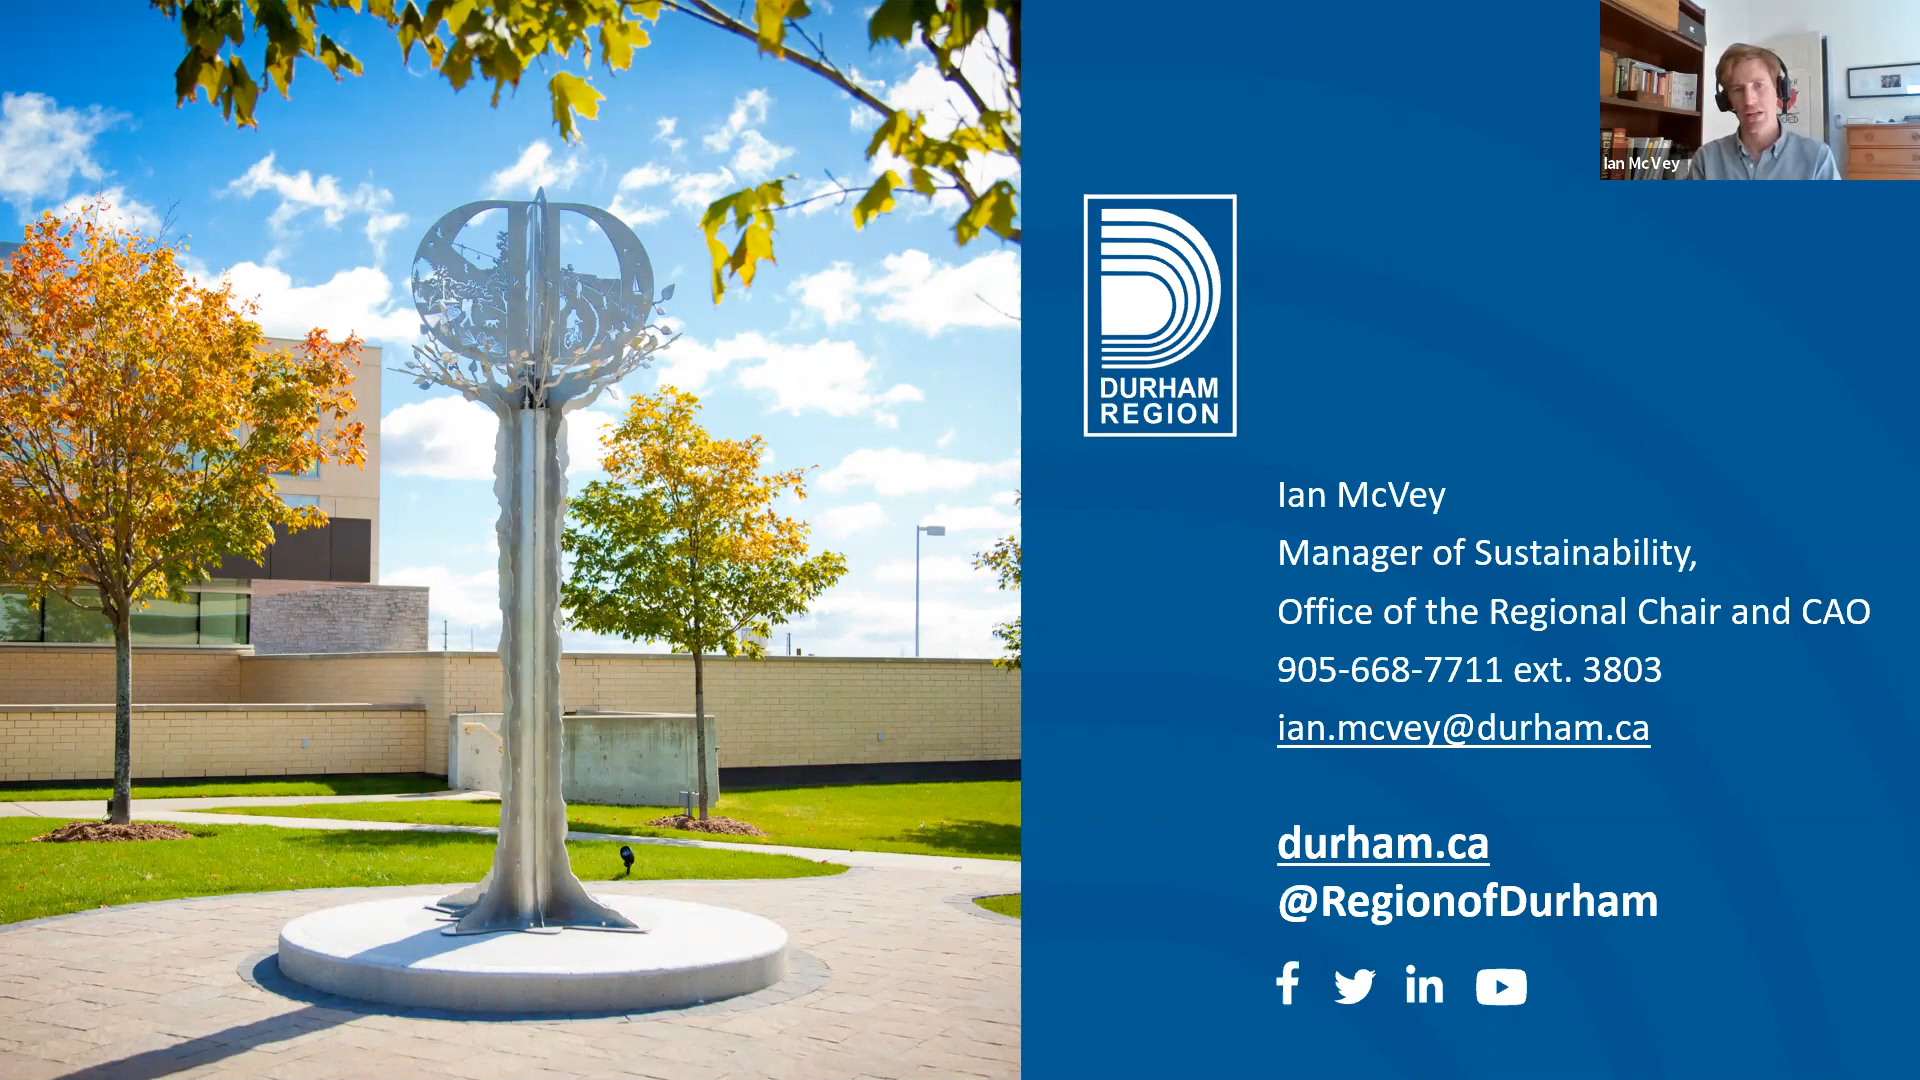 Ian McVey
DURHAM
REGION
Ian McVey
Manager of Sustainability,
Office of the Regional Chair and CAO
905-668-7711 ext. 3803
ian.mcvey@durham.ca
durham.ca
@RegionofDurham